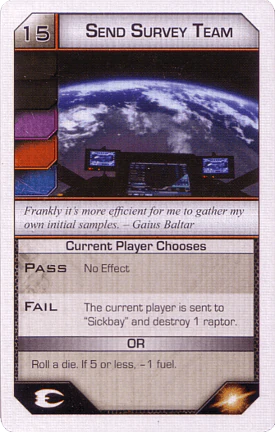 15
SEND SURVEY TEAM
Frankly it's more efficient for me to gather my
own initial samples. – Gaius Baltar
Current Player Chooses
PASS No Effect
FAIL The current player is sent to
"Sickbay" and destroy 1 raptor.
OR
Roll a die. If 5 or less, –1 fuel.